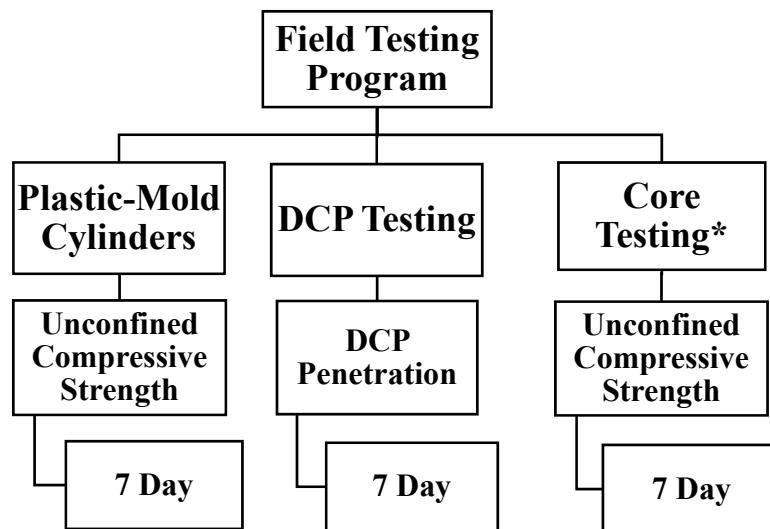 Field Testing
Program
Plastic-Mold
Cylinders
DCP Testing
Core
Testing*
Unconfined
Compressive
Strength
DCP
Penetration
Unconfined
Compressive
Strength
7 Day
7 Day
7 Day